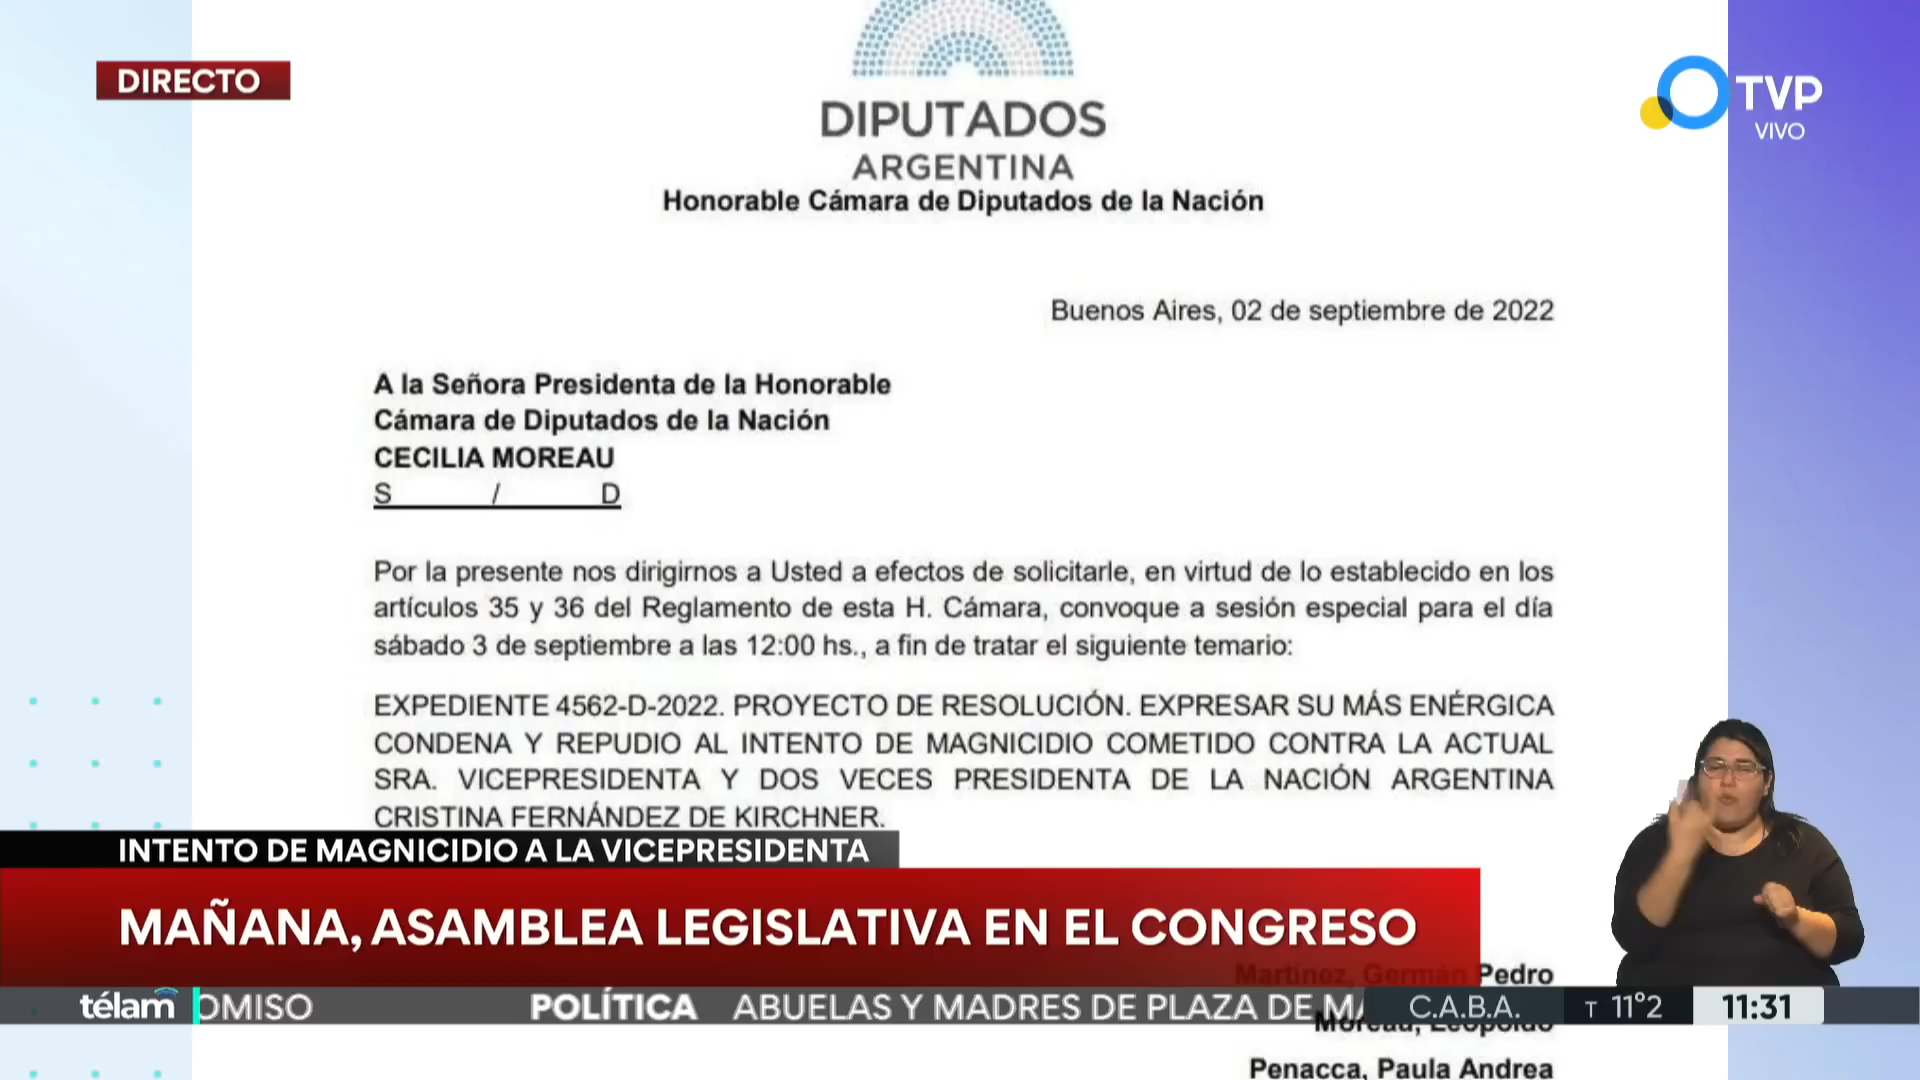 DIRECTO
TVP
VIVO
DIPUTADOS
ARGENTINA
Honorable Cámara de Diputados de la Nación
Buenos Aires, 02 de septiembre de 2022
A la Señora Presidenta de la Honorable
Cámara de Diputados de la Nación
CECILIA MOREAU
S / D
Por la presente nos dirigirnos a Usted a efectos de solicitarle, en virtud de lo establecido en los
artículos 35 y 36 del Reglamento de esta H. Cámara, convoque a sesión especial para el día
sábado 3 de septiembre a las 12:00 hs., a fin de tratar el siguiente temario:
EXPEDIENTE 4562-D-2022. PROYECTO DE RESOLUCIÓN. EXPRESAR SU MÁS ENÉRGICA
CONDENA Y REPUDIO AL INTENTO DE MAGNICIDIO COMETIDO CONTRA LA ACTUAL
SRA. VICEPRESIDENTA Y DOS VECES PRESIDENTA DE LA NACIÓN ARGENTINA
CRISTINA FERNÁNDEZ DE KIRCHNER.
INTENTO DE MAGNICIDIO A LA VICEPRESIDENTA
MAÑANA, ASAMBLEA LEGISLATIVA EN EL CONGRESO
Martinez, Germán Pedro
télam OMISO POLÍTICA ABUELAS Y MADRES DE PLAZA DE MA C.A.B.A. T 11°2 11:31
Moreau, Leopoldo
Penacca, Paula Andrea